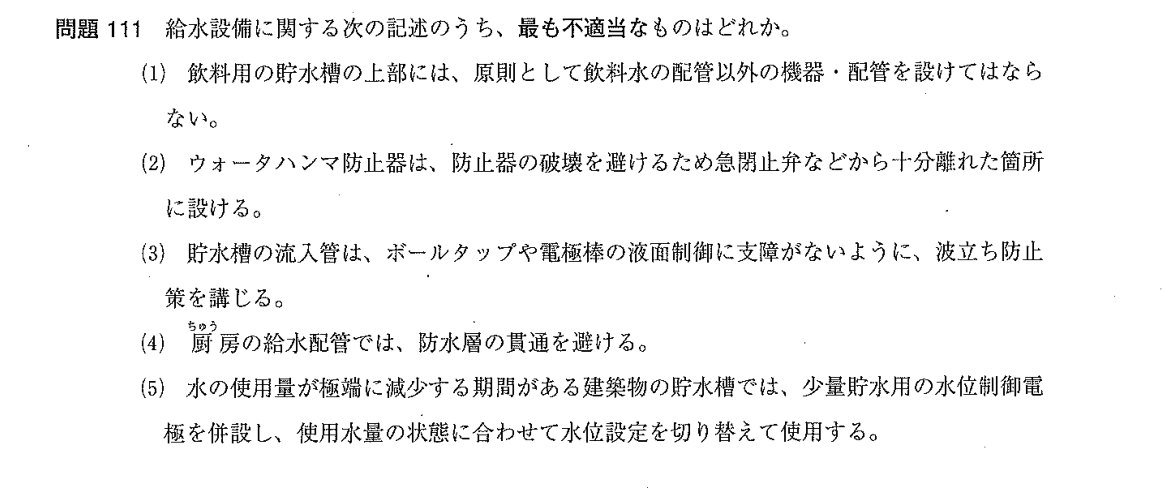 問題 111　給水設備に関する次の記述のうち、最も不適当なものはどれか。
(1)　飲料用の貯水槽の上部には、原則として飲料水の配管以外の機器・配管を設けてはなら
ない。
(2)　ウォータハンマ防止器は、防止器の破壊を避けるため急閉止弁などから十分離れた箇所
に設ける。
(3)　貯水槽の流入管は、ボールタップや電極棒の液面制御に支障がないように、波立ち防止
策を講じる。
ちゅう
(4)　厨房の給水配管では、防水層の貫通を避ける。
(5)　水の使用量が極端に減少する期間がある建築物の貯水槽では、少量貯水用の水位制御電
極を併設し、使用水量の状態に合わせて水位設定を切り替えて使用する。